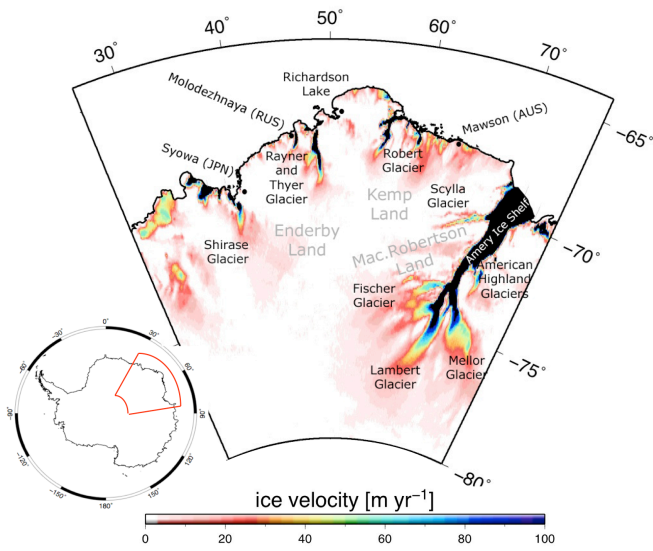 50°
40°
60°
30°
70°
Richardson
Lake
Molodezhnaya (RUS)
Mawson (AUS)
−65°
Syowa (JPN)
Rayner
and
Thyer
Glacier
Robert
Glacier
Scylla
Glacier
Kemp
Land
Enderby
Land
Shirase
Glacier
Mac.Robertson
Land
Amery Ice Shelf
−70°
American
Highland
Glaciers
Fischer
Glacier
Lambert
Glacier
Mellor
Glacier
−75°
−80°
0°
30°
60°
90°
120°
150°
180°
−150°
−120°
−90°
−60°
−30°
ice velocity [m yr−1]
0 20 40 60 80 100